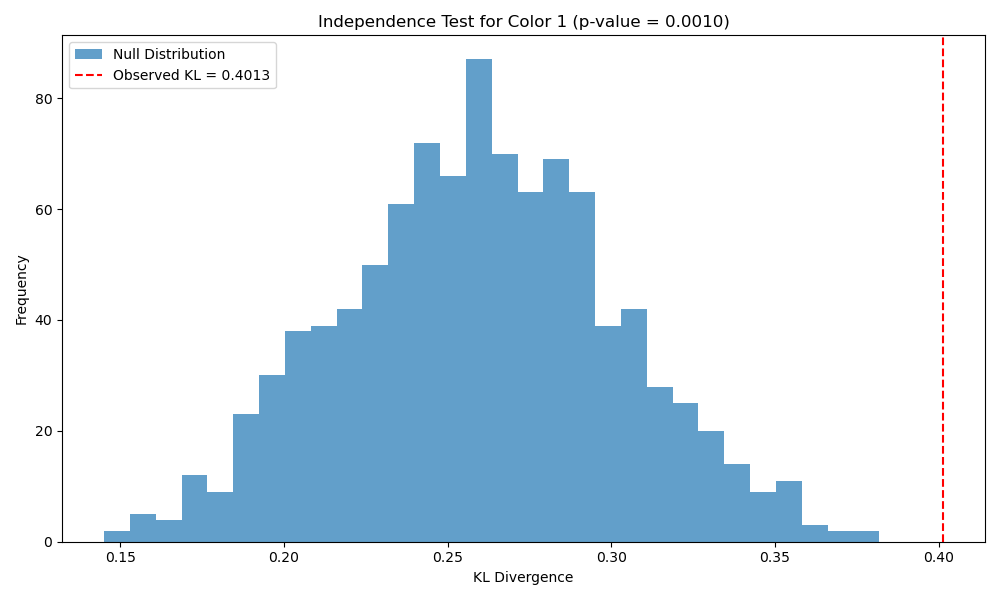 Independence Test for Color 1 (p-value = 0.0010)
Null Distribution
Observed KL = 0.4013
Frequency
80
60
40
20
0
0.15 0.20 0.25 0.30 0.35 0.40
KL Divergence